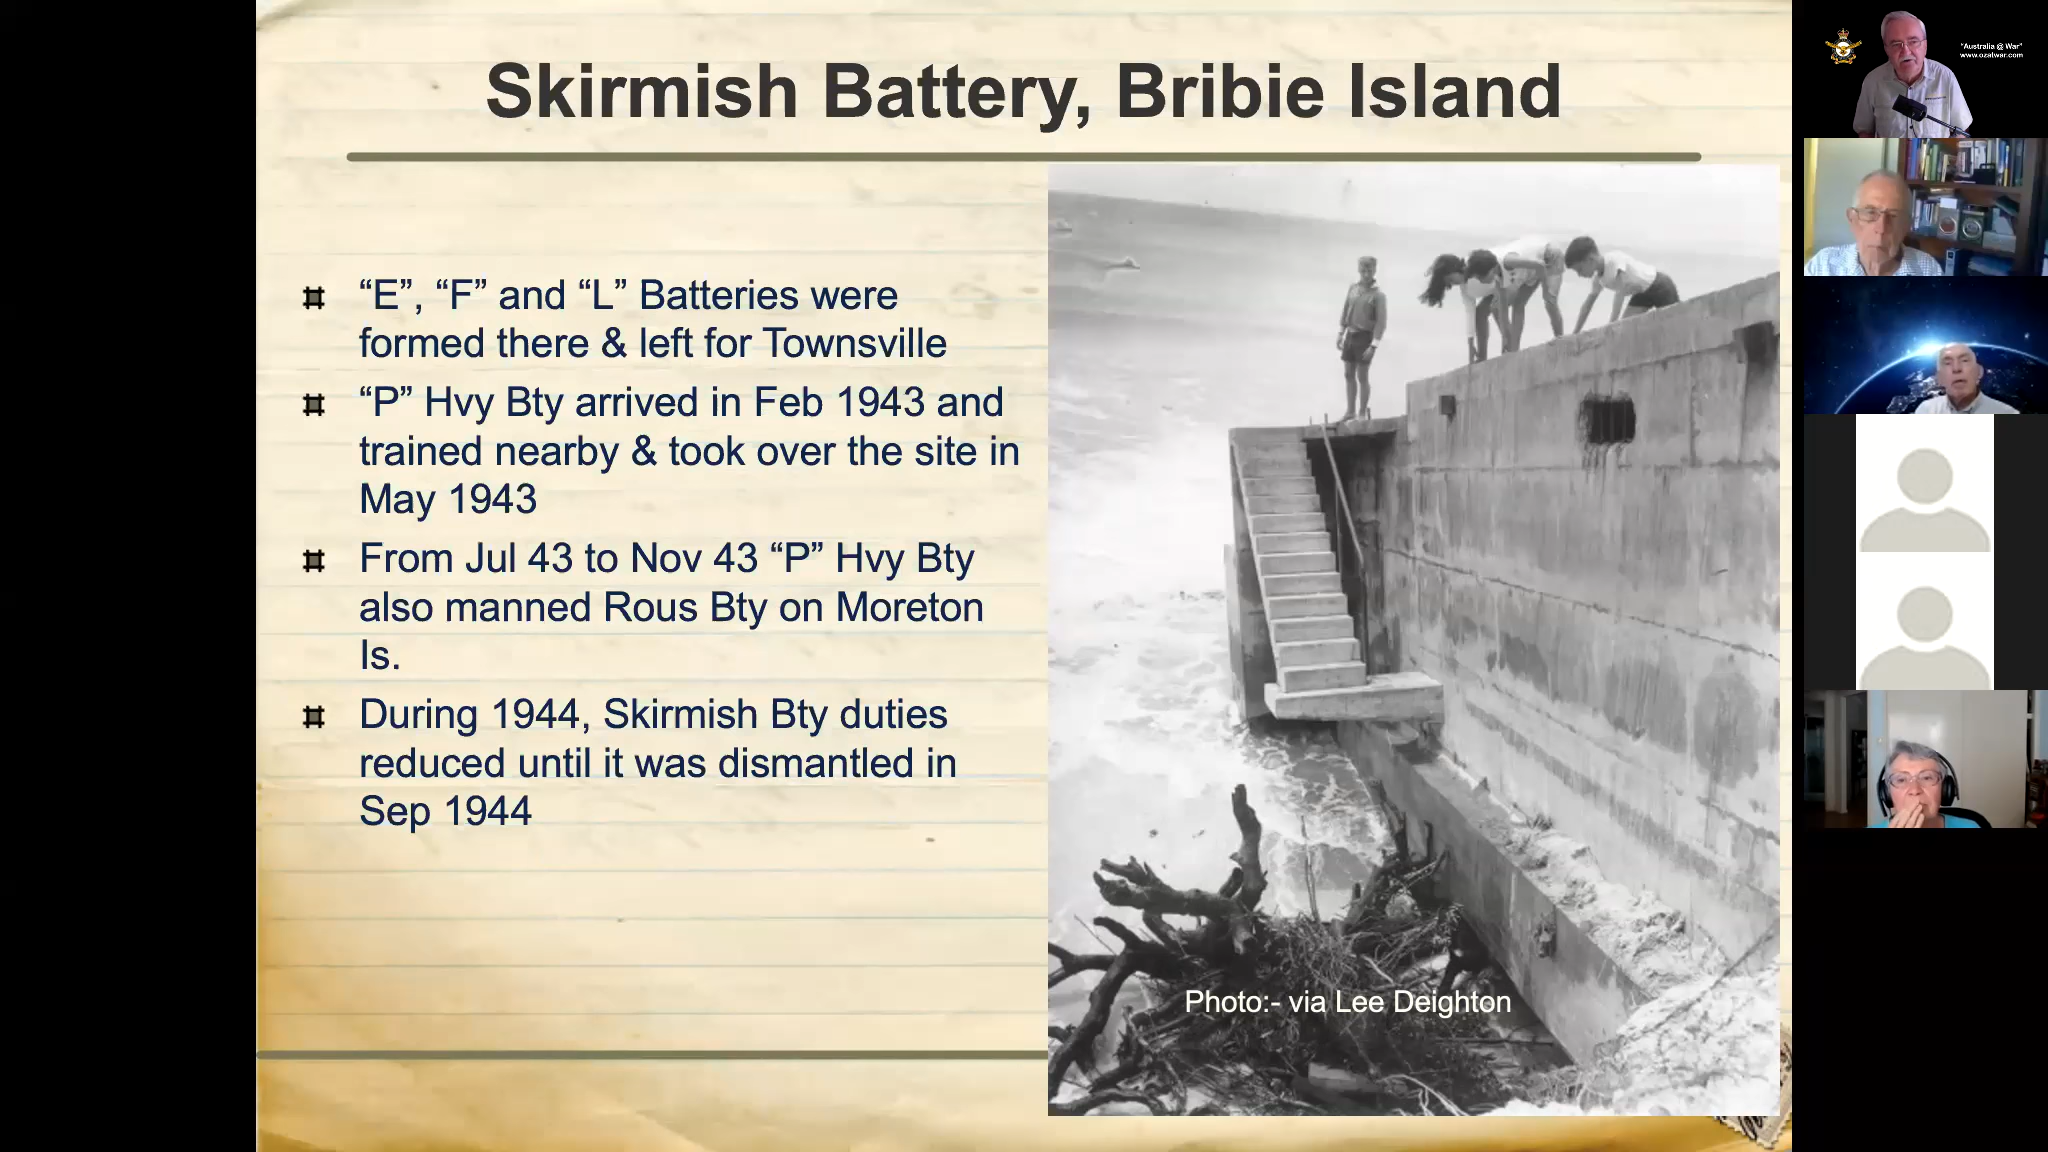 Skirmish Battery, Bribie Island
“E”, “F” and “L” Batteries were
formed there & left for Townsville
“P” Hvy Bty arrived in Feb 1943 and
trained nearby & took over the site in
May 1943
From Jul 43 to Nov 43 “P” Hvy Bty
also manned Rous Bty on Moreton
Is.
During 1944, Skirmish Bty duties
reduced until it was dismantled in
Sep 1944
Photo:- via Lee Deighton
"Australia @ War"
www.ozatwar.com